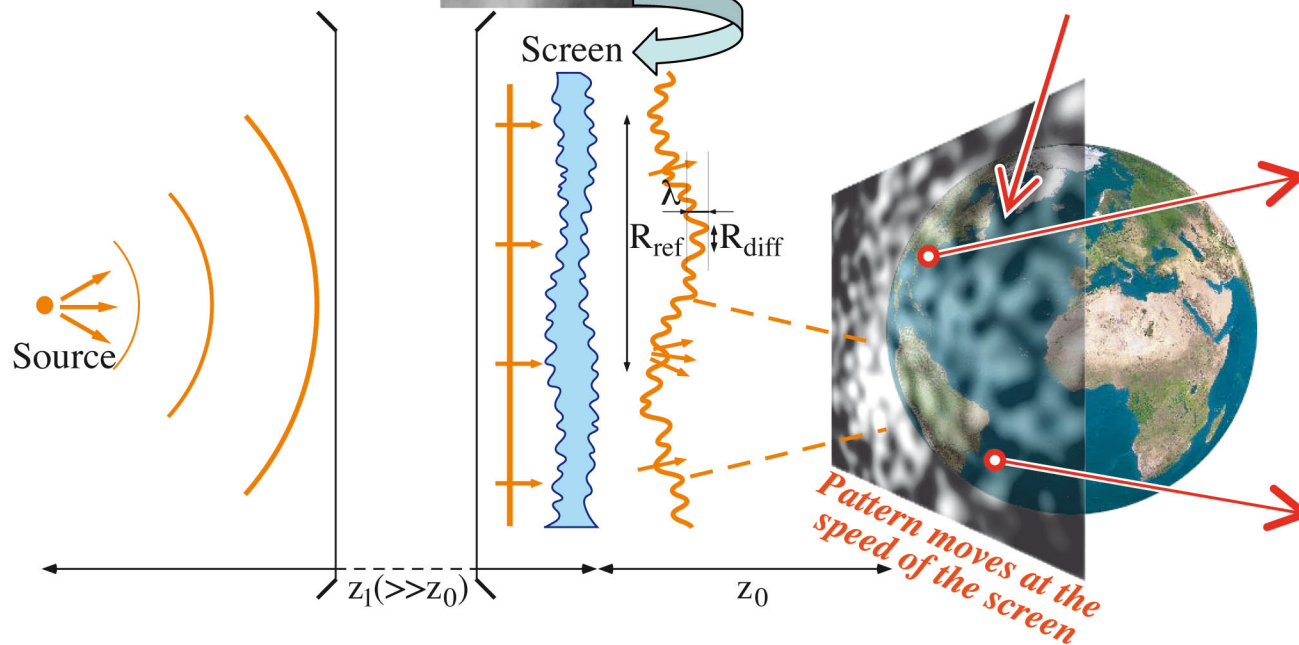 Screen
λ
R_ref
R_diff
Source
z_1(>>z_0)
z_0
Pattern moves at the
speed of the screen